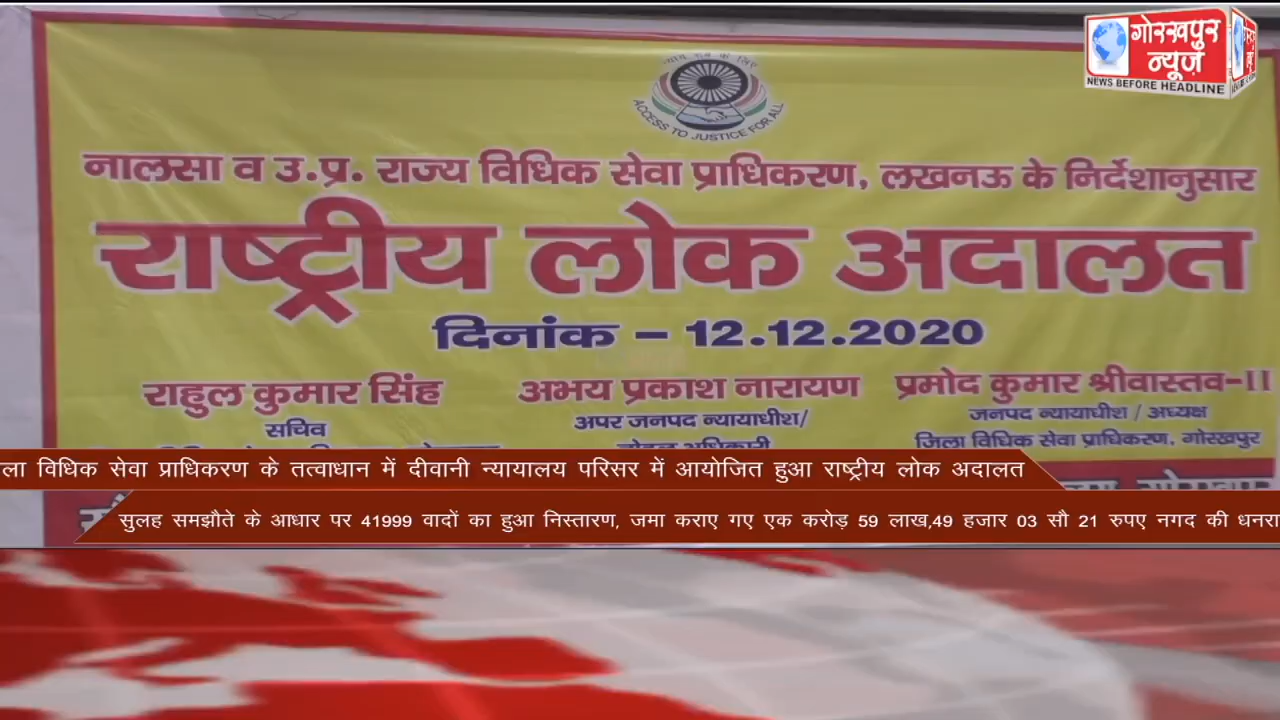 गोरखपुर
न्यूज़
NEWS BEFORE HEADLINE
न्याय सब के लिए
ACCESS TO JUSTICE FOR ALL
नालसा व उ.प्र. राज्य विधिक सेवा प्राधिकरण, लखनऊ के निर्देशानुसार
राष्ट्रीय लोक अदालत
दिनांक – 12.12.2020
राहुल कुमार सिंह अभय प्रकाश नारायण प्रमोद कुमार श्रीवास्तव-II
सचिव अपर जनपद न्यायाधीश/ जनपद न्यायाधीश / अध्यक्ष
जिला विधिक सेवा प्राधिकरण, गोरखपुर
ला विधिक सेवा प्राधिकरण के तत्वाधान में दीवानी न्यायालय परिसर में आयोजित हुआ राष्ट्रीय लोक अदालत
सुलह समझौते के आधार पर 41999 वादों का हुआ निस्तारण, जमा कराए गए एक करोड़ 59 लाख,49 हजार 03 सौ 21 रुपए नगद की धनरा